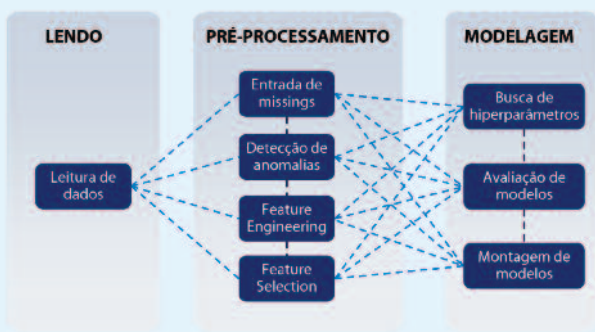 LENDO
PRÉ-PROCESSAMENTO
MODELAGEM
Leitura de
dados
Entrada de
missings
Detecção de
anomalias
Feature
Engineering
Feature
Selection
Busca de
hiperparâmetros
Avaliação de
modelos
Montagem de
modelos